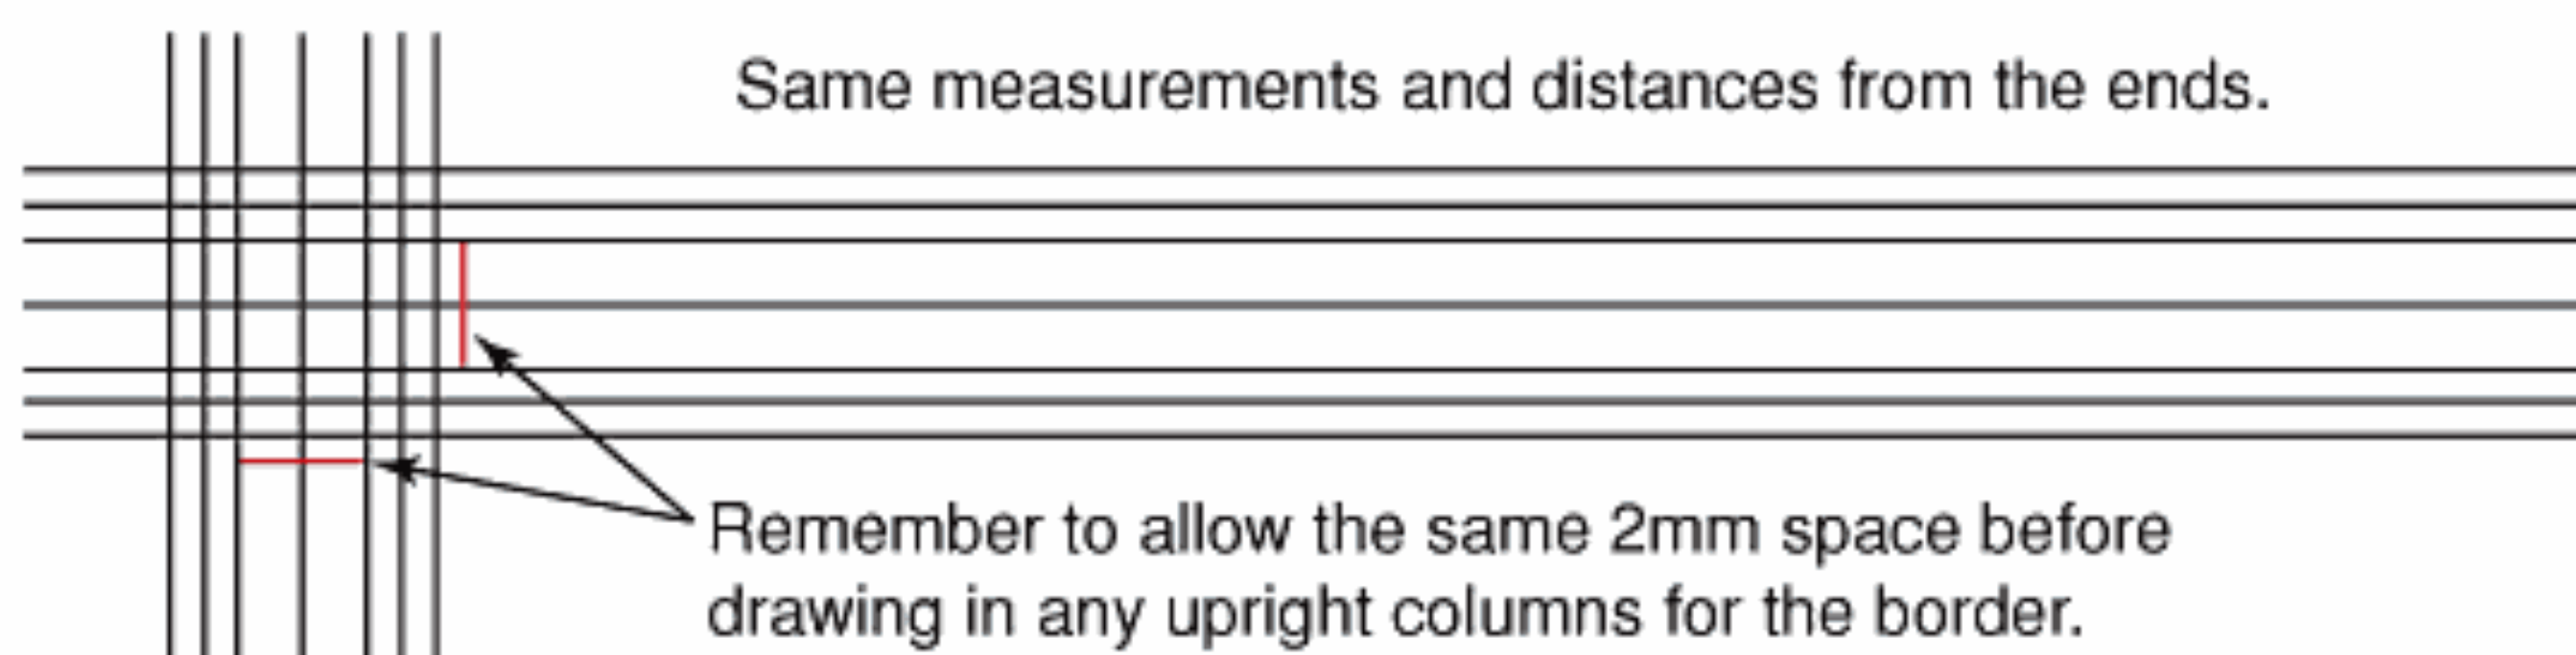 Same measurements and distances from the ends.
Remember to allow the same 2mm space before
drawing in any upright columns for the border.